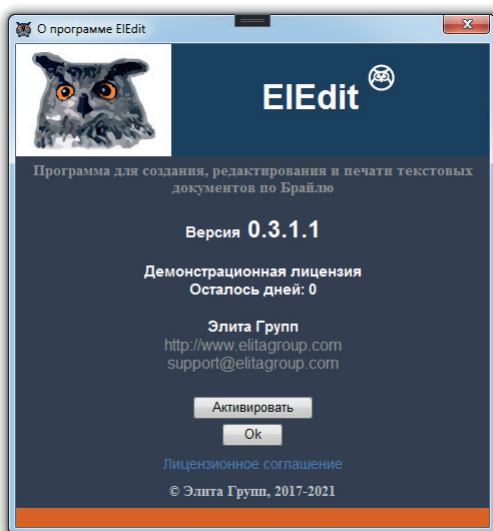 О программе ElEdit
ElEdit
Программа для создания, редактирования и печати текстовых
документов по Брайлю
Версия 0.3.1.1
Демонстрационная лицензия
Осталось дней: 0
Элита Групп
http://www.elitagroup.com
support@elitagroup.com
Активировать
Ok
Лицензионное соглашение
© Элита Групп, 2017-2021